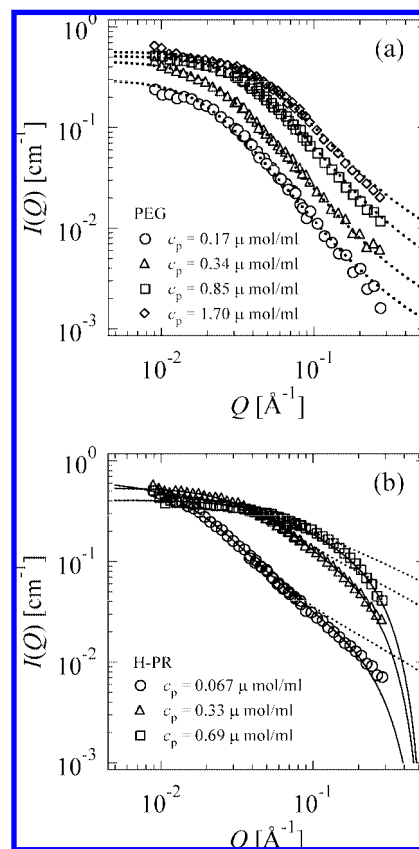 (a)
10^0
10^-1
10^-2
10^-3
I(Q) [cm^-1]
PEG
c_p = 0.17 μ mol/ml
c_p = 0.34 μ mol/ml
c_p = 0.85 μ mol/ml
c_p = 1.70 μ mol/ml
10^-2 10^-1
Q [Å^-1]
(b)
10^0
10^-1
10^-2
10^-3
I(Q) [cm^-1]
H-PR
c_p = 0.067 μ mol/ml
c_p = 0.33 μ mol/ml
c_p = 0.69 μ mol/ml
10^-2 10^-1
Q [Å^-1]